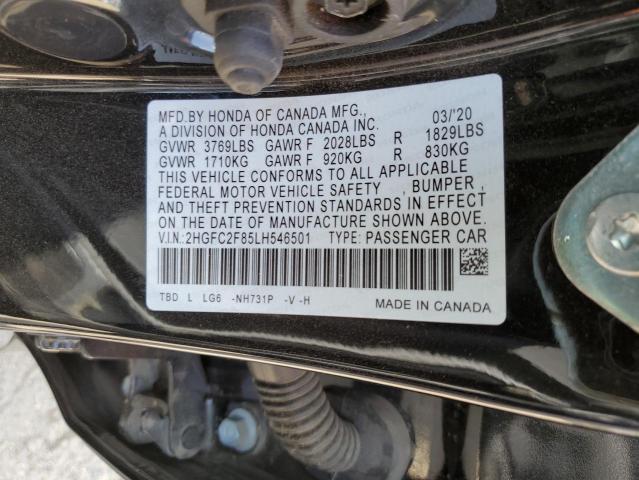 MFD.BY HONDA OF CANADA MFG., 03/'20
A DIVISION OF HONDA CANADA INC.
GVWR 3769LBS GAWR F 2028LBS R 1829LBS
GVWR 1710KG GAWR F 920KG R 830KG
THIS VEHICLE CONFORMS TO ALL APPLICABLE
FEDERAL MOTOR VEHICLE SAFETY , BUMPER ,
AND THEFT PREVENTION STANDARDS IN EFFECT
ON THE DATE OF MANUFACTURE SHOWN ABOVE.
V.I.N.:2HGFC2F85LH546501 TYPE: PASSENGER CAR
TBD L LG6 -NH731P -V -H
MADE IN CANADA